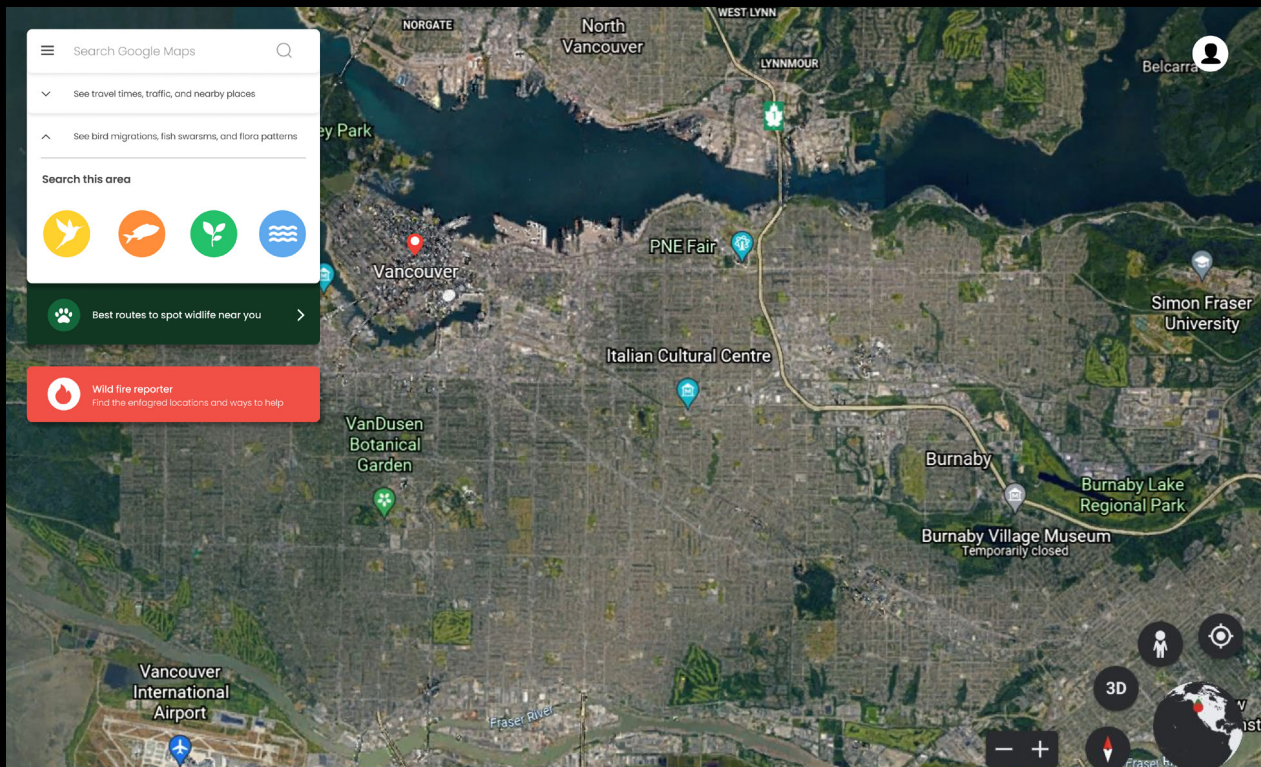 Search Google Maps
See travel times, traffic, and nearby places
See bird migrations, fish swarsms, and flora patterns
Search this area
Best routes to spot widlife near you
Wild fire reporter
Find the enfagred locations and ways to help
NORGATE
North
Vancouver
WEST LYNN
LYNNMOUR
Belcarra
1
ey Park
PNE Fair
Vancouver
Simon Fraser
University
Italian Cultural Centre
VanDusen
Botanical
Garden
Burnaby
Burnaby Lake
Regional Park
Burnaby Village Museum
Temporarily closed
Vancouver
International
Airport
Fraser River
3D
Fraser